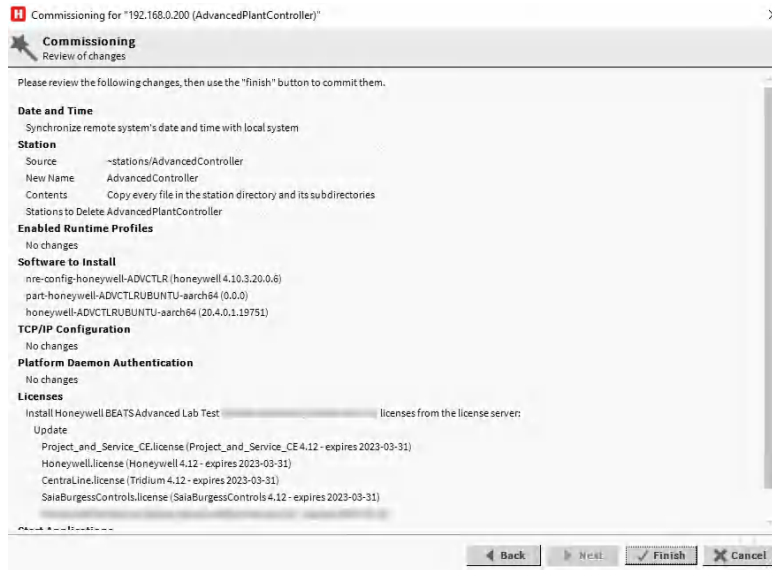 H Commissioning for "192.168.0.200 (AdvancedPlantController)"
Commissioning
Review of changes
Please review the following changes, then use the "finish" button to commit them.
Date and Time
Synchronize remote system's date and time with local system
Station
Source ~stations/AdvancedController
New Name AdvancedController
Contents Copy every file in the station directory and its subdirectories
Stations to Delete AdvancedPlantController
Enabled Runtime Profiles
No changes
Software to Install
nre-config-honeywell-ADVCTLR (honeywell 4.10.3.20.0.6)
part-honeywell-ADVCTLRUBUNTU-aarch64 (0.0.0)
honeywell-ADVCTLRUBUNTU-aarch64 (20.4.0.1.19751)
TCP/IP Configuration
No changes
Platform Daemon Authentication
No changes
Licenses
Install Honeywell BEATS Advanced Lab Test licenses from the license server:
Update
Project_and_Service_CE.license (Project_and_Service_CE 4.12 - expires 2023-03-31)
Honeywell.license (Honeywell 4.12 - expires 2023-03-31)
CentraLine.license (Tridium 4.12 - expires 2023-03-31)
SaiaBurgessControls.license (SaiaBurgessControls 4.12 - expires 2023-03-31)
Start Applications
Back Next Finish Cancel